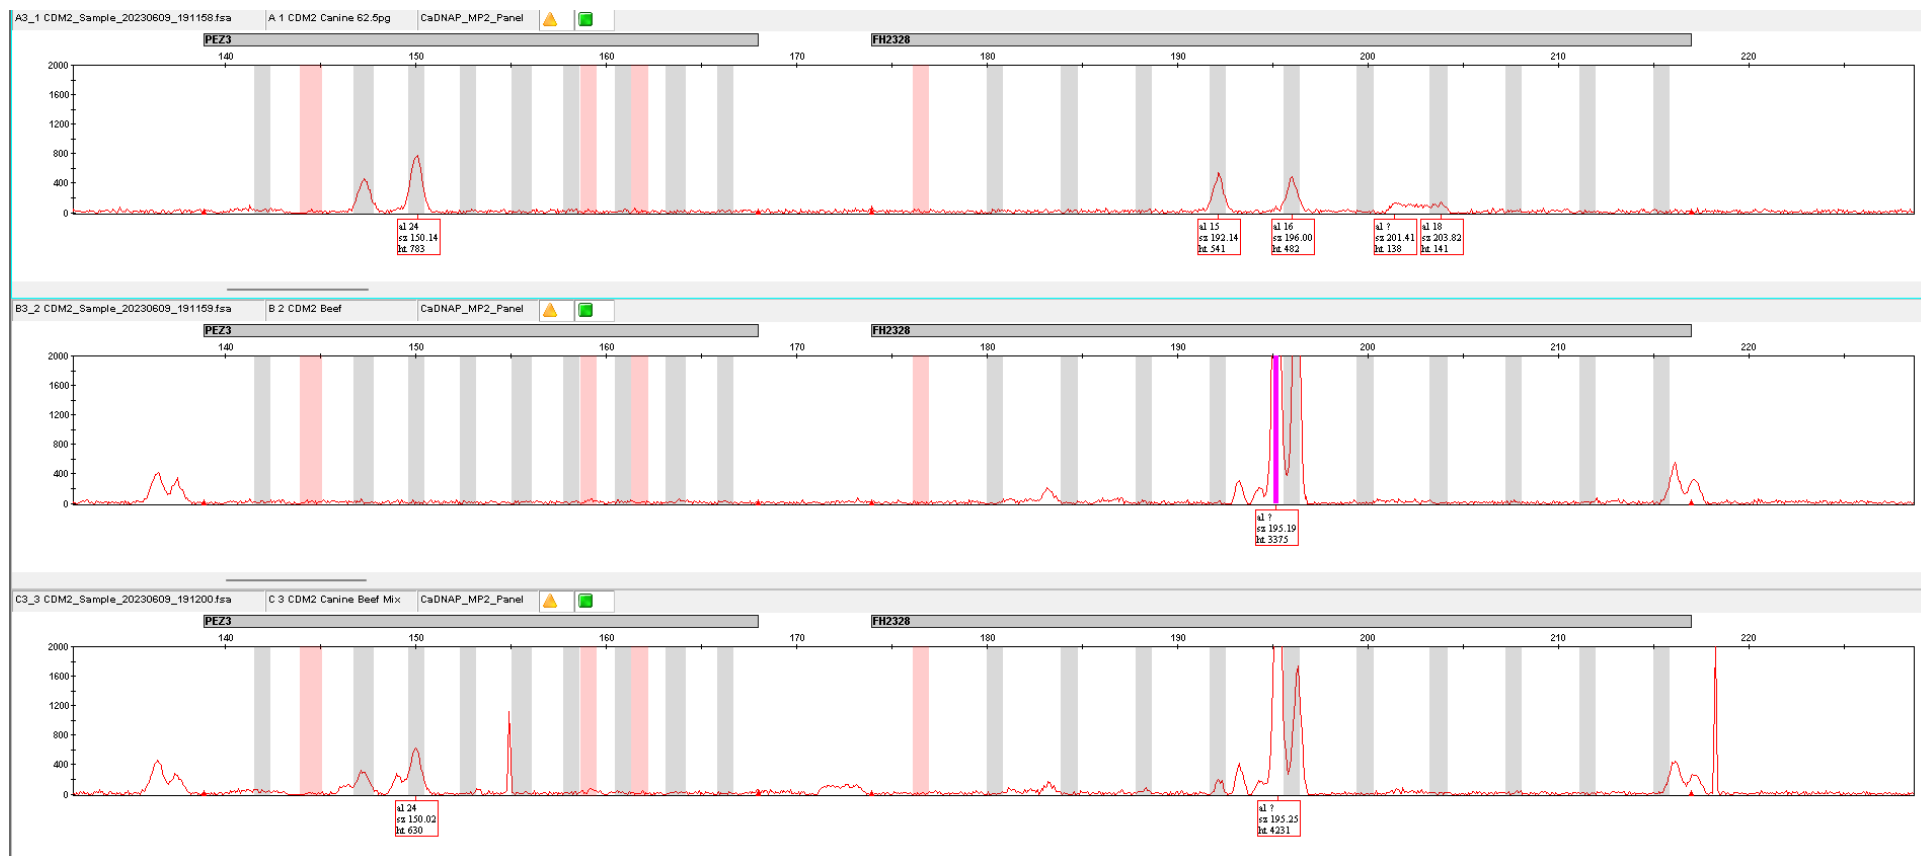 A3_1 CDM2_Sample_20230609_191158.fsa A 1 CDM2 Canine 62.5pg CaDNAP_MP2_Panel
PEZ3 FH2328
140 150 160 170 180 190 200 210 220
2000
1600
1200
800
400
0
al 24
sz 150.14
ht 783
al 15
sz 192.14
ht 541
al 16
sz 196.00
ht 482
al ?
sz 201.41
ht 138
al 18
sz 203.82
ht 141
B3_2 CDM2_Sample_20230609_191159.fsa B 2 CDM2 Beef CaDNAP_MP2_Panel
PEZ3 FH2328
140 150 160 170 180 190 200 210 220
2000
1600
1200
800
400
0
al ?
sz 195.19
ht 3375
C3_3 CDM2_Sample_20230609_191200.fsa C 3 CDM2 Canine Beef Mix CaDNAP_MP2_Panel
PEZ3 FH2328
140 150 160 170 180 190 200 210 220
2000
1600
1200
800
400
0
al 24
sz 150.02
ht 630
al ?
sz 195.25
ht 4231